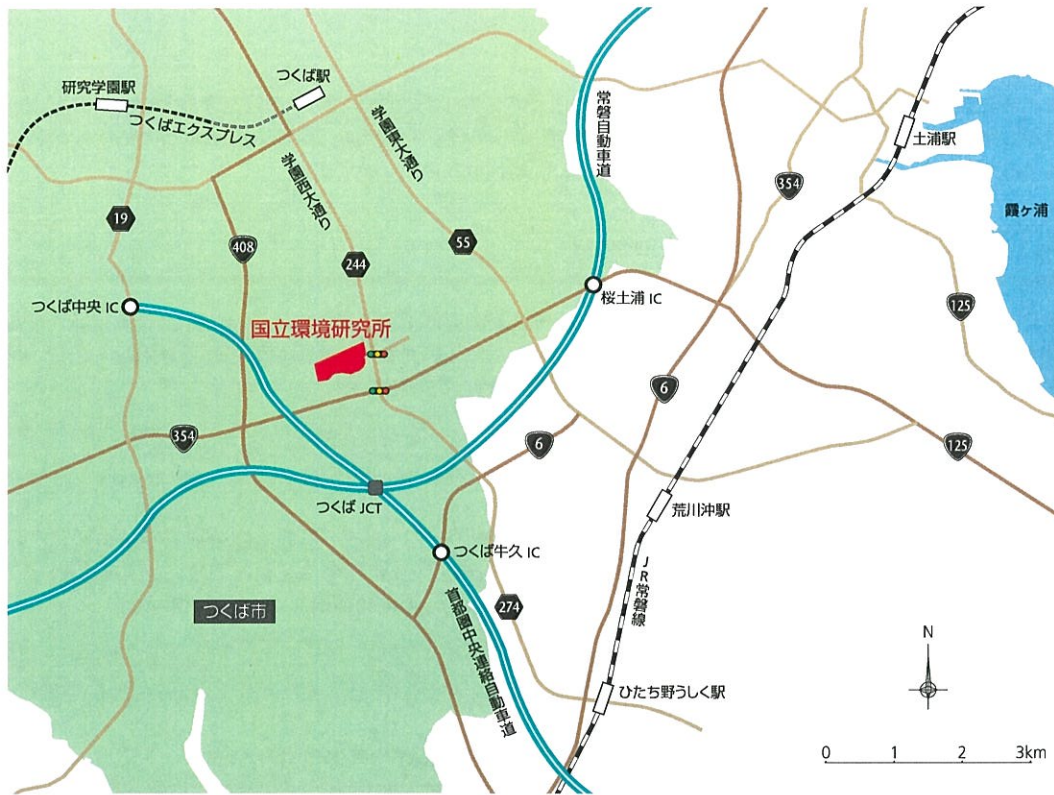 つくば駅
研究学園駅
つくばエクスプレス
学園東大通り
常磐自動車道
土浦駅
学園西大通り
354
霞ヶ浦
19
408
55
244
桜土浦 IC
つくば中央 IC
125
国立環境研究所
6
354
6
125
つくば JCT
荒川沖駅
つくば牛久 IC
JR常磐線
つくば市
274
首都圏中央連絡自動車道
N
ひたち野うしく駅
0 1 2 3km